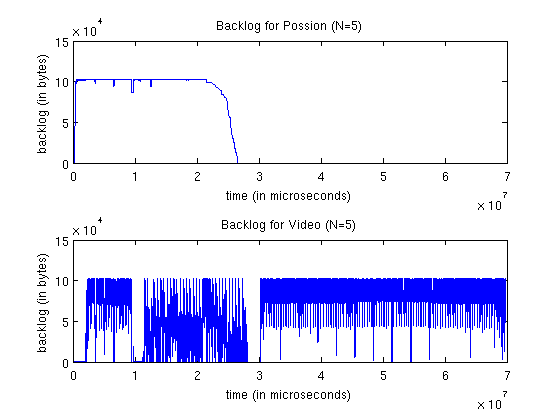 Backlog for Possion (N=5)
x 10^4
15
10
5
0
backlog (in bytes)
0 1 2 3 4 5 6 7
time (in microseconds)
x 10^7
Backlog for Video (N=5)
x 10^4
15
10
5
0
backlog (in bytes)
0 1 2 3 4 5 6 7
time (in microseconds)
x 10^7